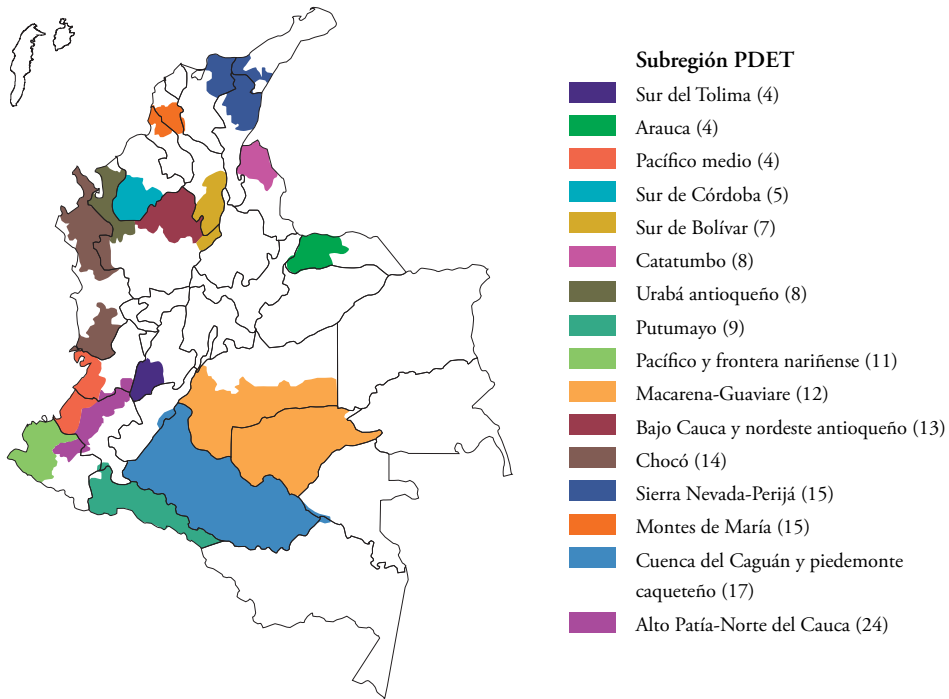 Subregión PDET
Sur del Tolima (4)
Arauca (4)
Pacífico medio (4)
Sur de Córdoba (5)
Sur de Bolívar (7)
Catatumbo (8)
Urabá antioqueño (8)
Putumayo (9)
Pacífico y frontera nariñense (11)
Macarena-Guaviare (12)
Bajo Cauca y nordeste antioqueño (13)
Chocó (14)
Sierra Nevada-Perijá (15)
Montes de María (15)
Cuenca del Caguán y piedemonte
caqueteño (17)
Alto Patía-Norte del Cauca (24)